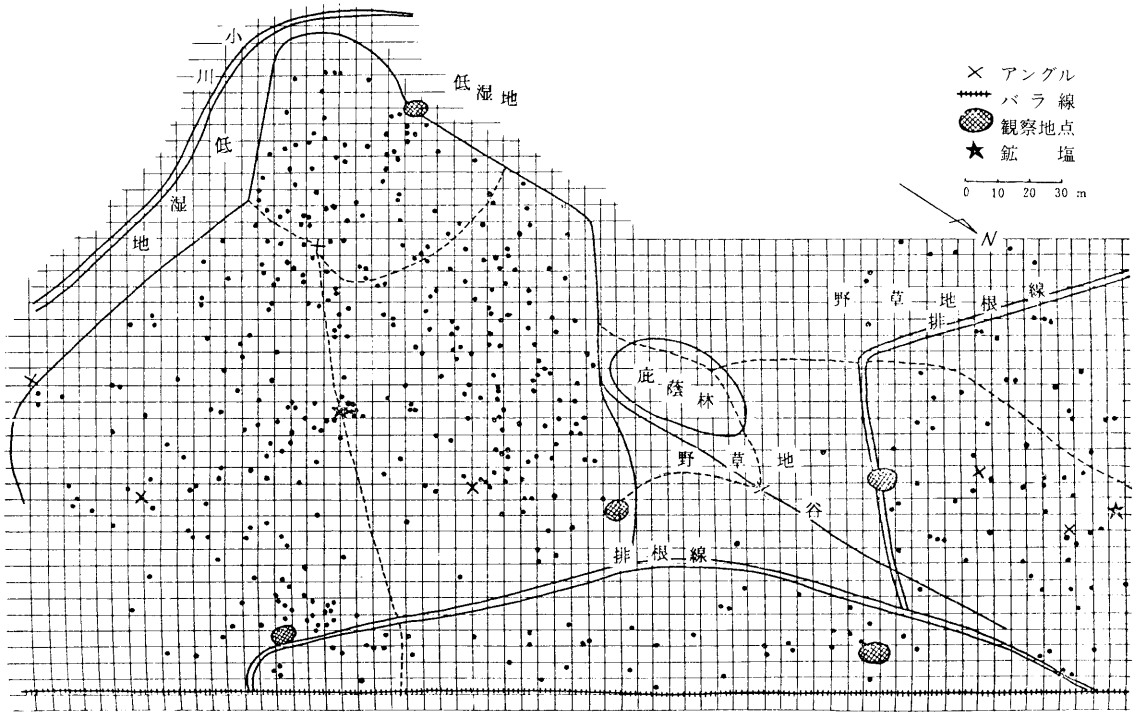 小川
低湿地
低湿地
アングル
バラ線
観察地点
鉱塩
0 10 20 30 m
N
野草地
排根線
庇蔭林
野草地
谷
排根線